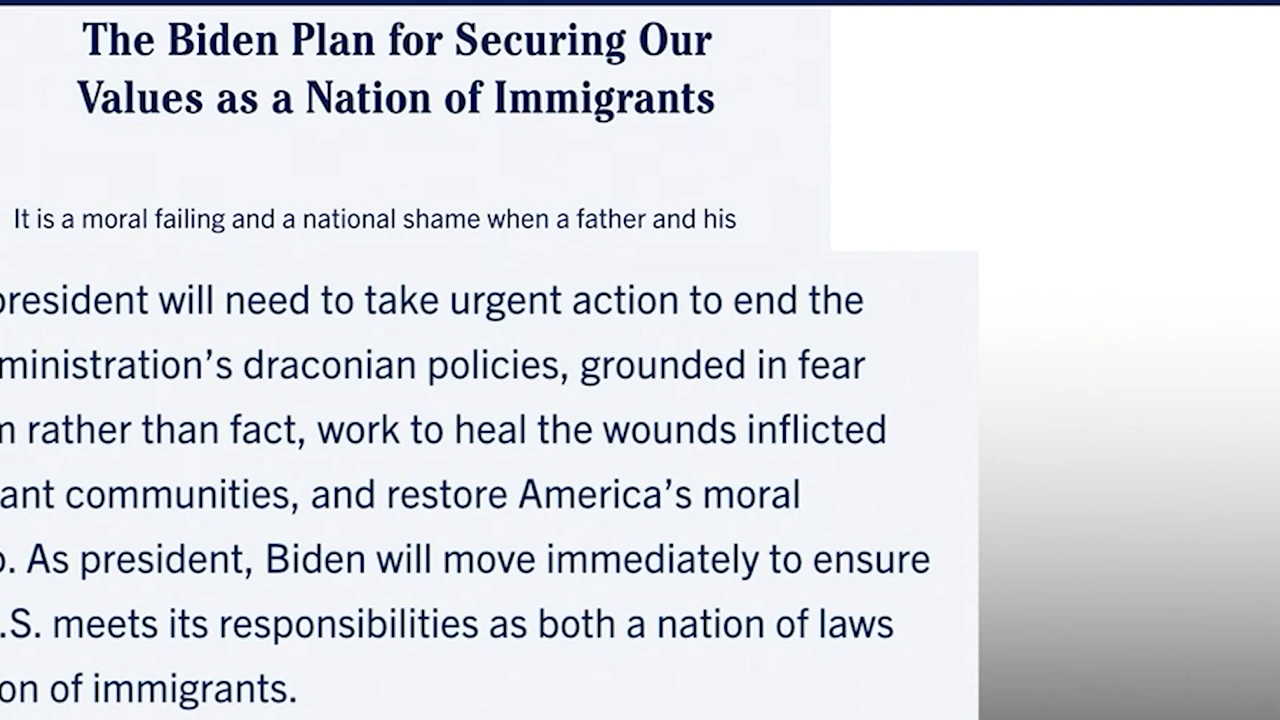 The Biden Plan for Securing Our
Values as a Nation of Immigrants
It is a moral failing and a national shame when a father and his
president will need to take urgent action to end the
ministration’s draconian policies, grounded in fear
rather than fact, work to heal the wounds inflicted
ant communities, and restore America’s moral
. As president, Biden will move immediately to ensure
.S. meets its responsibilities as both a nation of laws
on of immigrants.